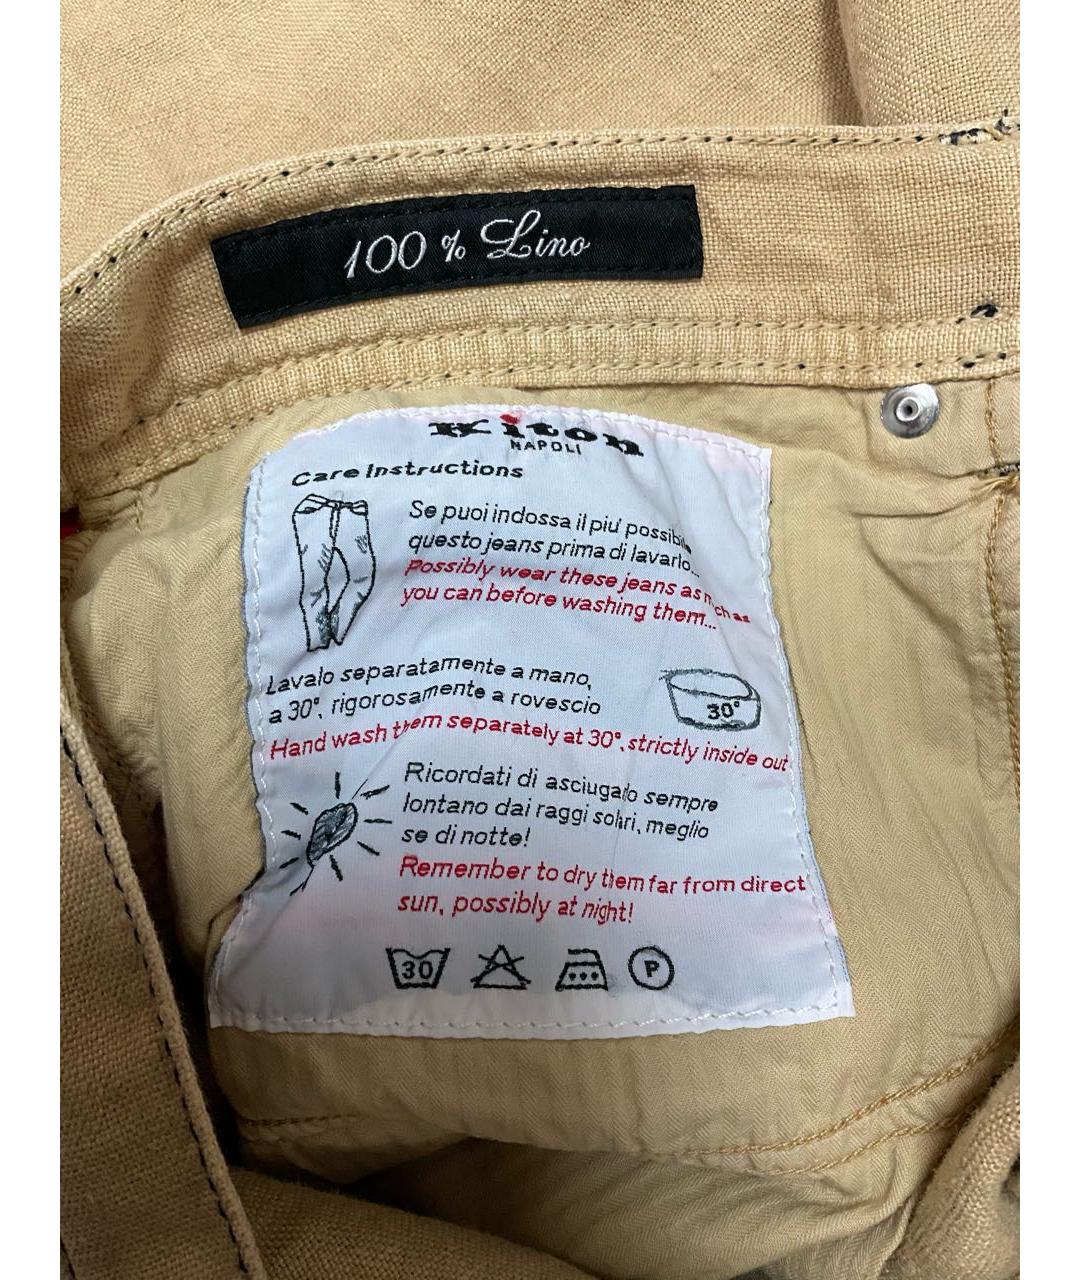 100 % Lino
Kiton
NAPOLI
Care Instructions
Se puoi indossa il piu' possibile
questo jeans prima di lavarlo...
Possibly wear these jeans as much as
you can before washing them...
Lavalo separatamente a mano,
a 30°, rigorosamente a rovescio
30°
Hand wash them separately at 30°, strictly inside out
Ricordati di asciugarlo sempre
lontano dai raggi solari, meglio
se di notte!
Remember to dry them far from direct
sun, possibly at night!
30
P